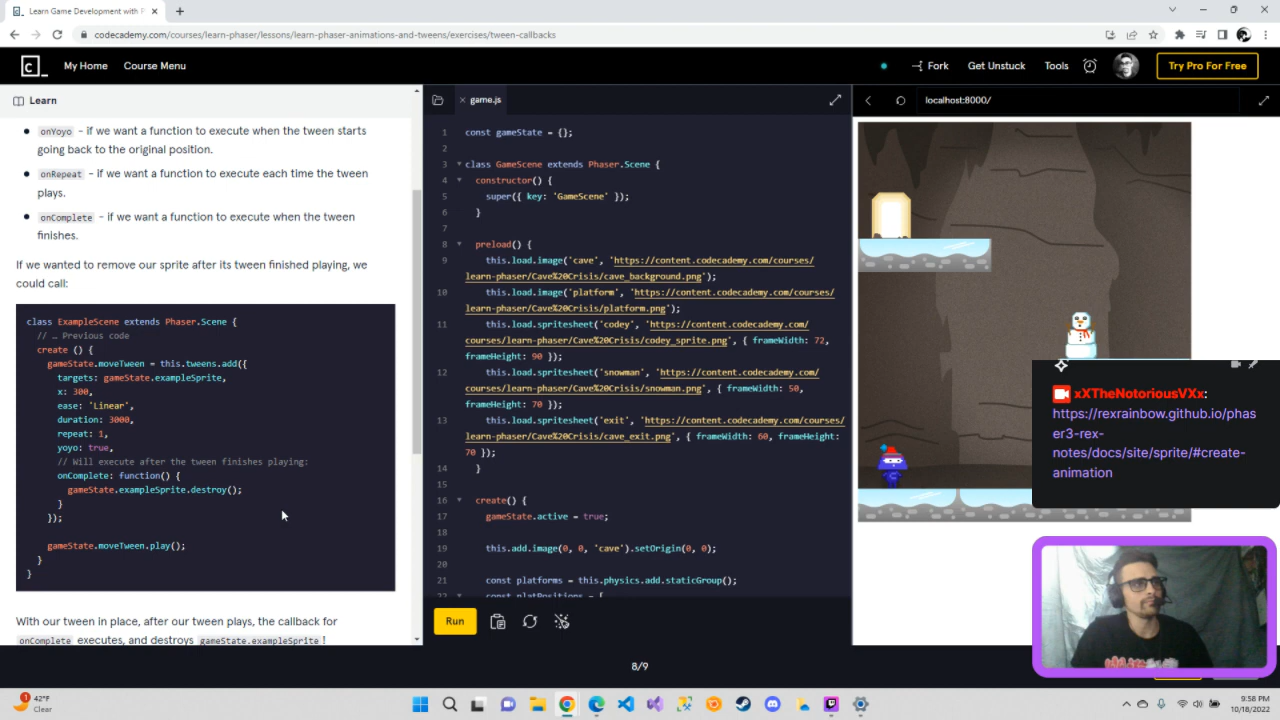 Learn Game Development with P
codecademy.com/courses/learn-phaser/lessons/learn-phaser-animations-and-tweens/exercises/tween-callbacks
My Home
Course Menu
Fork
Get Unstuck
Tools
Try Pro For Free
Learn
onYoyo - if we want a function to execute when the tween starts
going back to the original position.
onRepeat - if we want a function to execute each time the tween
plays.
onComplete - if we want a function to execute when the tween
finishes.
If we wanted to remove our sprite after its tween finished playing, we
could call:
class ExampleScene extends Phaser.Scene {
// … Previous code
create () {
gameState.moveTween = this.tweens.add({
targets: gameState.exampleSprite,
x: 300,
ease: 'Linear',
duration: 3000,
repeat: 1,
yoyo: true,
// Will execute after the tween finishes playing:
onComplete: function() {
gameState.exampleSprite.destroy();
}
});
gameState.moveTween.play();
}
}
With our tween in place, after our tween plays, the callback for
onComplete executes, and destroys gameState.exampleSprite !
game.js
1 const gameState = {};
2
3 class GameScene extends Phaser.Scene {
4 constructor() {
5 super({ key: 'GameScene' });
6 }
7
8 preload() {
9 this.load.image('cave', 'https://content.codecademy.com/courses/
learn-phaser/Cave%20Crisis/cave_background.png');
10 this.load.image('platform', 'https://content.codecademy.com/courses/
learn-phaser/Cave%20Crisis/platform.png');
11 this.load.spritesheet('codey', 'https://content.codecademy.com/
courses/learn-phaser/Cave%20Crisis/codey_sprite.png', { frameWidth: 72,
frameHeight: 90 });
12 this.load.spritesheet('snowman', 'https://content.codecademy.com/
courses/learn-phaser/Cave%20Crisis/snowman.png', { frameWidth: 50,
frameHeight: 70 });
13 this.load.spritesheet('exit', 'https://content.codecademy.com/courses/
learn-phaser/Cave%20Crisis/cave_exit.png', { frameWidth: 60, frameHeight:
70 });
14 }
15
16 create() {
17 gameState.active = true;
18
19 this.add.image(0, 0, 'cave').setOrigin(0, 0);
20
21 const platforms = this.physics.add.staticGroup();
22 const platPositions = [
Run
8/9
localhost:8000/
xXTheNotoriousVXx:
https://rexrainbow.github.io/phas
er3-rex-
notes/docs/site/sprite/#create-
animation
1
42°F
Clear
9:58 PM
10/18/2022